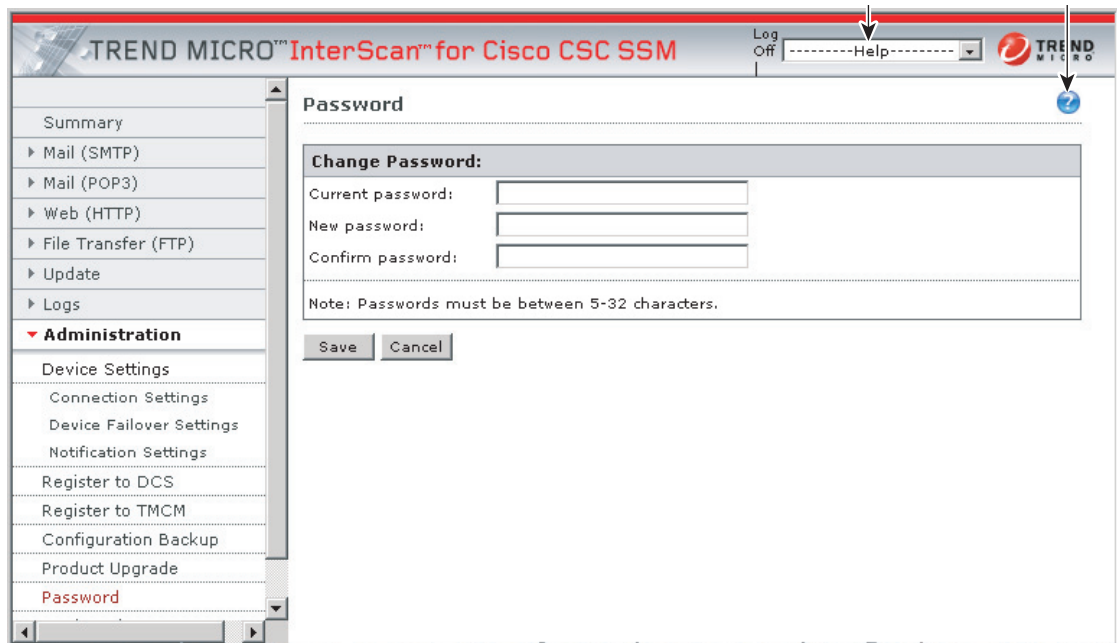 TREND MICRO™ InterScan™ for Cisco CSC SSM
Log Off
---------Help---------
TREND MICRO
Summary
Mail (SMTP)
Mail (POP3)
Web (HTTP)
File Transfer (FTP)
Update
Logs
Administration
Device Settings
Connection Settings
Device Failover Settings
Notification Settings
Register to DCS
Register to TMCM
Configuration Backup
Product Upgrade
Password
Password
?
Change Password:
Current password:
New password:
Confirm password:
Note: Passwords must be between 5-32 characters.
Save Cancel